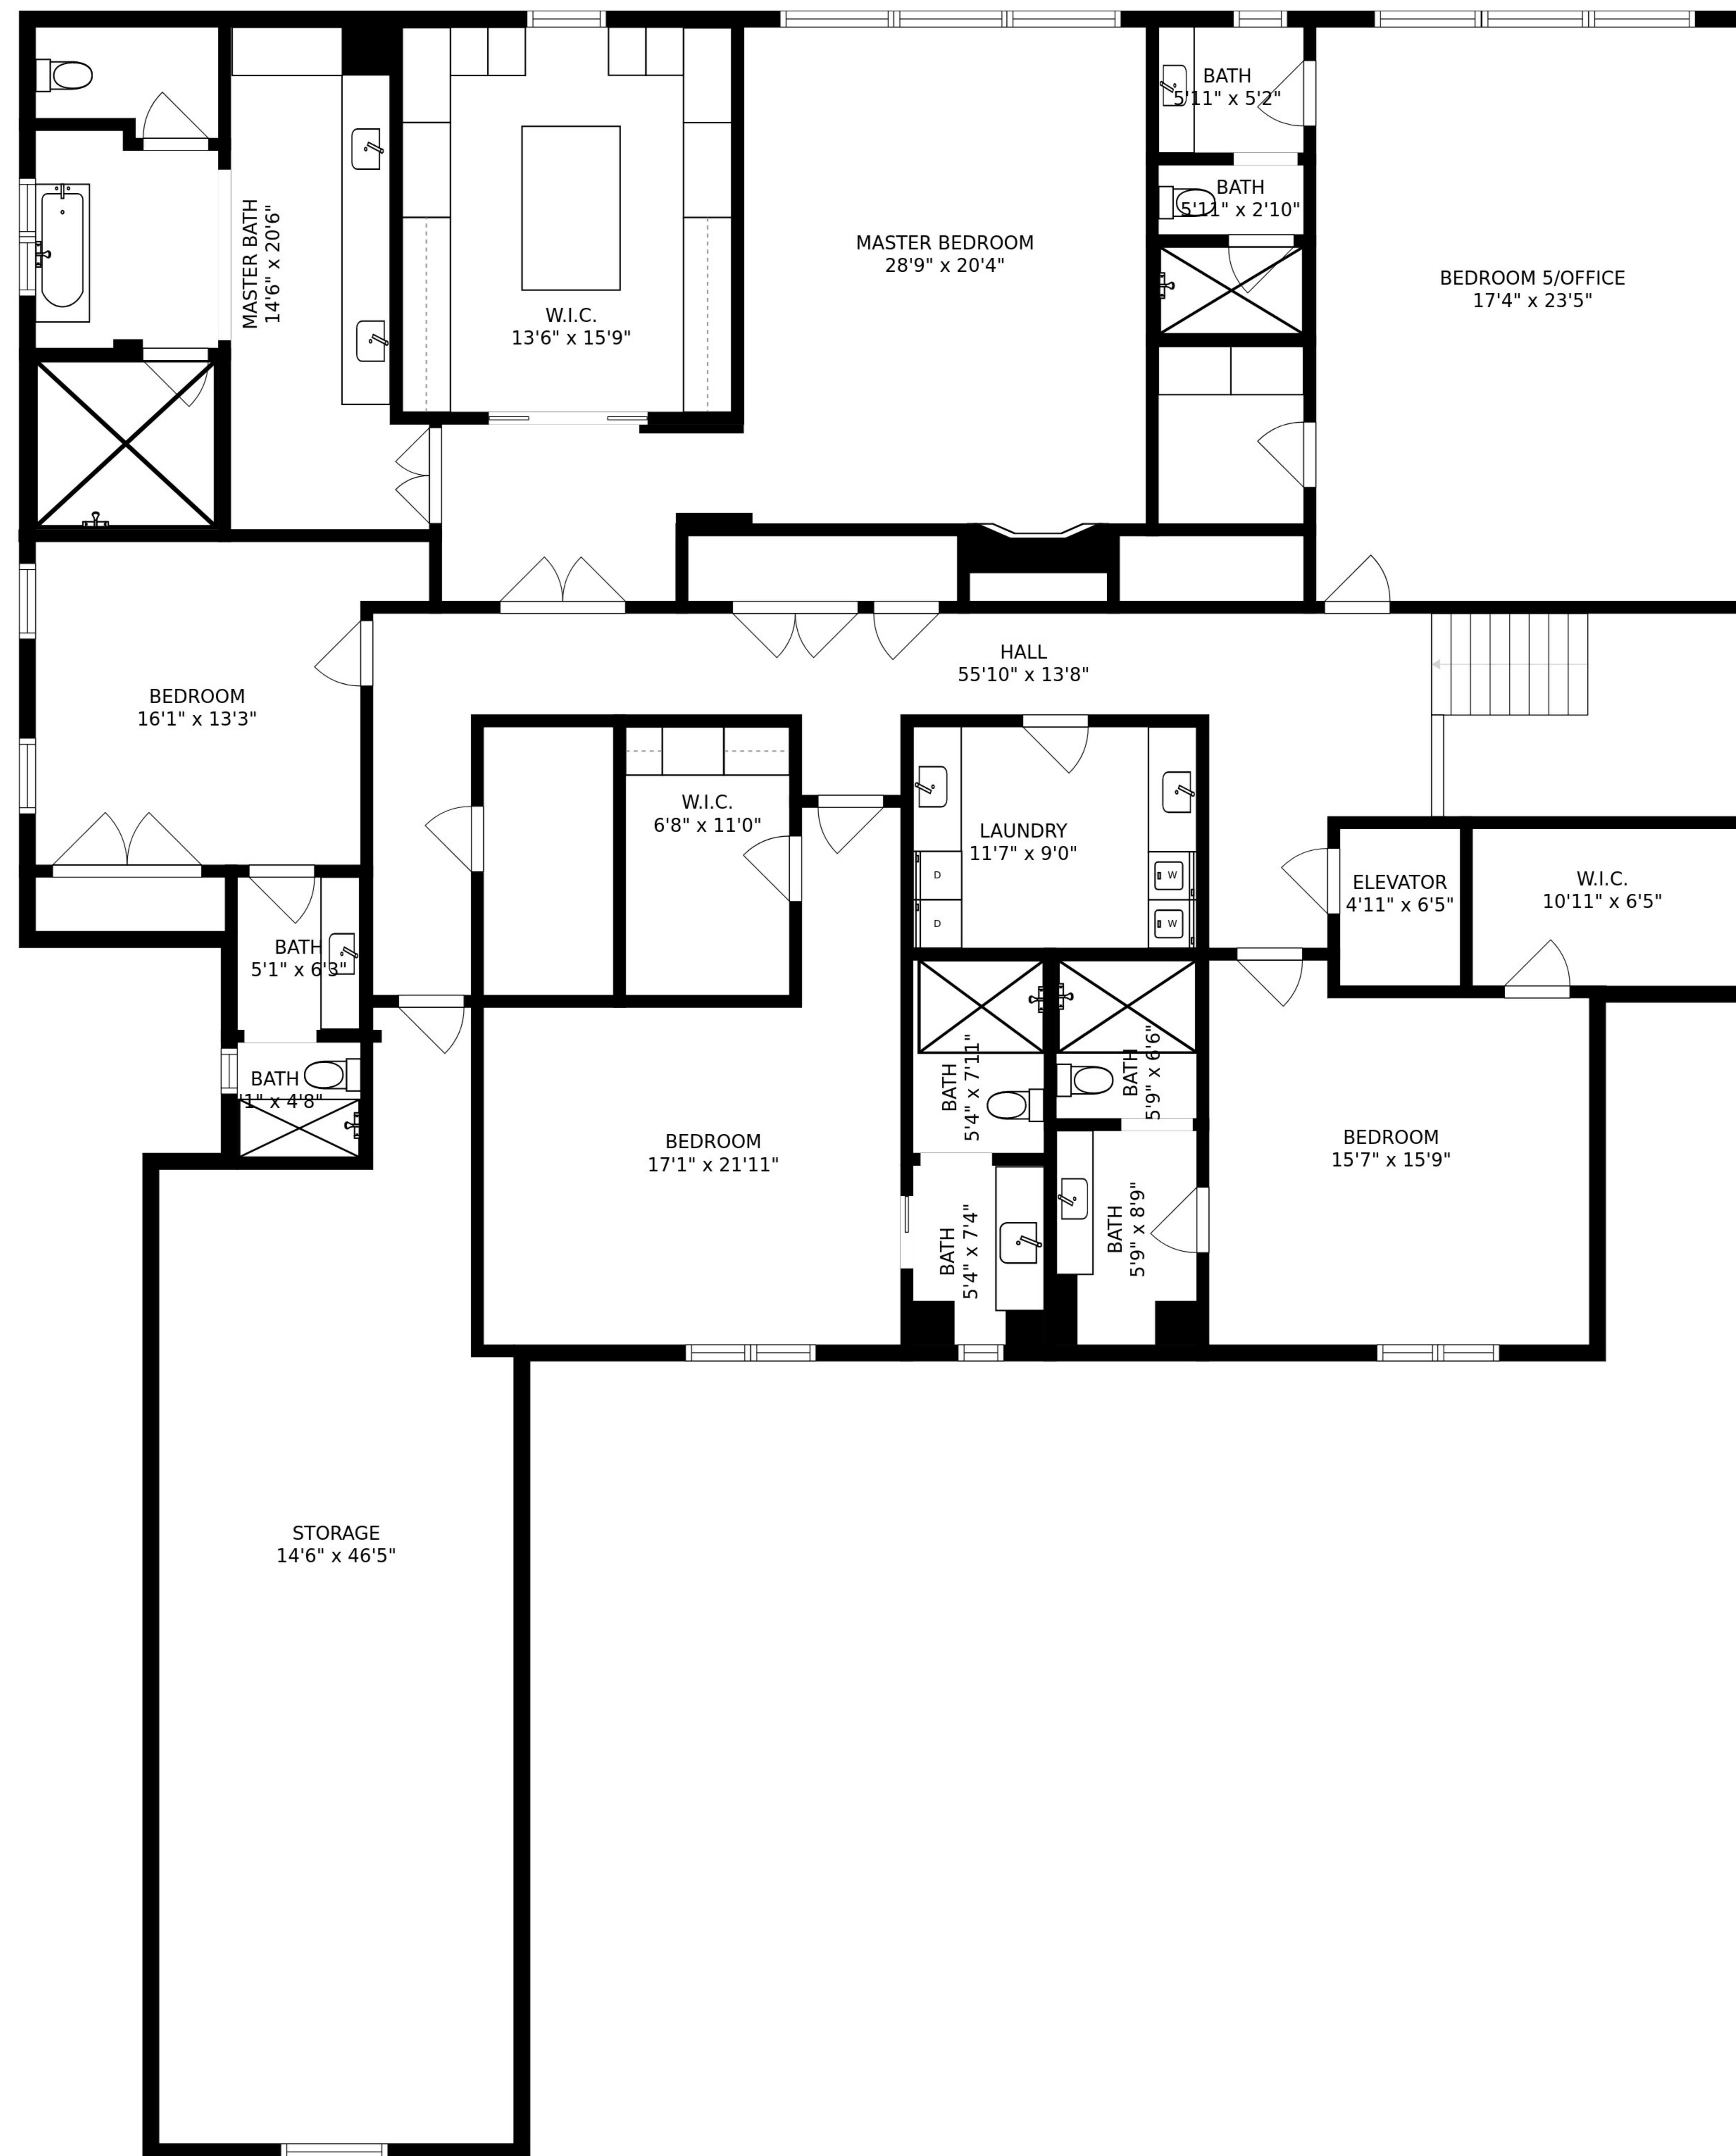 BATH
5'11" x 5'2"
BATH
5'11" x 2'10"
MASTER BATH
14'6" x 20'6"
MASTER BEDROOM
28'9" x 20'4"
BEDROOM 5/OFFICE
17'4" x 23'5"
W.I.C.
13'6" x 15'9"
HALL
55'10" x 13'8"
BEDROOM
16'1" x 13'3"
W.I.C.
6'8" x 11'0"
LAUNDRY
11'7" x 9'0"
D
W
D
W
ELEVATOR
4'11" x 6'5"
W.I.C.
10'11" x 6'5"
BATH
5'1" x 6'3"
BATH
1" x 4'8"
BATH
5'4" x 7'11"
BATH
5'9" x 6'6"
BEDROOM
17'1" x 21'11"
BEDROOM
15'7" x 15'9"
BATH
5'4" x 7'4"
BATH
5'9" x 8'9"
STORAGE
14'6" x 46'5"